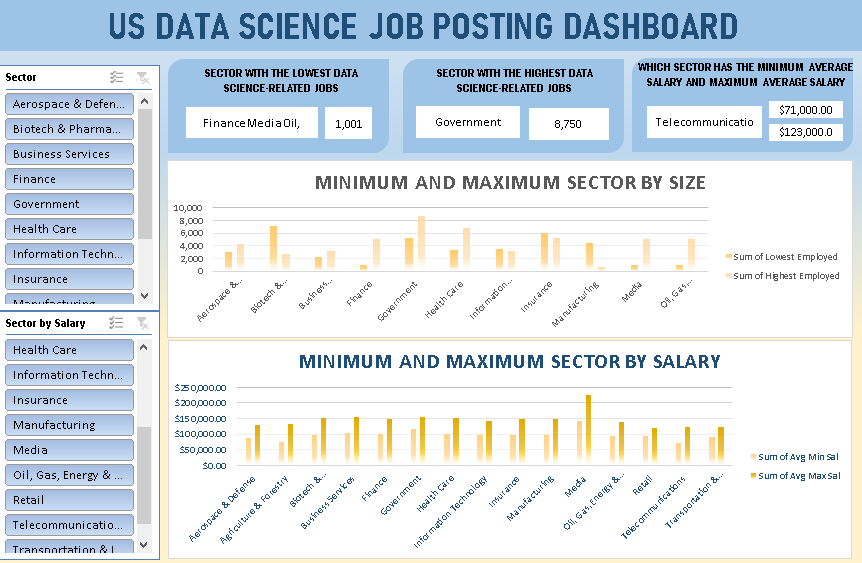 US DATA SCIENCE JOB POSTING DASHBOARD
Sector
Aerospace & Defen...
Biotech & Pharma...
Business Services
Finance
Government
Health Care
Information Techn...
Insurance
Manufacturing
Sector by Salary
Health Care
Information Techn...
Insurance
Manufacturing
Media
Oil, Gas, Energy & ...
Retail
Telecommunicatio...
Transportation & L
SECTOR WITH THE LOWEST DATA
SCIENCE-RELATED JOBS
FinanceMediaOil,
1,001
SECTOR WITH THE HIGHEST DATA
SCIENCE-RELATED JOBS
Government
8,750
WHICH SECTOR HAS THE MINIMUM AVERAGE
SALARY AND MAXIMUM AVERAGE SALARY
Telecommunicatio
$71,000.00
$123,000.0
MINIMUM AND MAXIMUM SECTOR BY SIZE
10,000
8,000
6,000
4,000
2,000
0
Aerospace &...
Biotech &...
Business...
Finance
Government
Health Care
Information...
Insurance
Manufacturing
Media
Oil, Gas,...
Sum of Lowest Employed
Sum of Highest Employed
MINIMUM AND MAXIMUM SECTOR BY SALARY
$250,000.00
$200,000.00
$150,000.00
$100,000.00
$50,000.00
$0.00
Aerospace & Defense
Agriculture & Forestry
Biotech &...
Business Services
Finance
Government
Health Care
Information Technology
Insurance
Manufacturing
Media
Oil, Gas, Energy &...
Retail
Telecommunications
Transportation &...
Sum of Avg Min Sal
Sum of Avg Max Sal